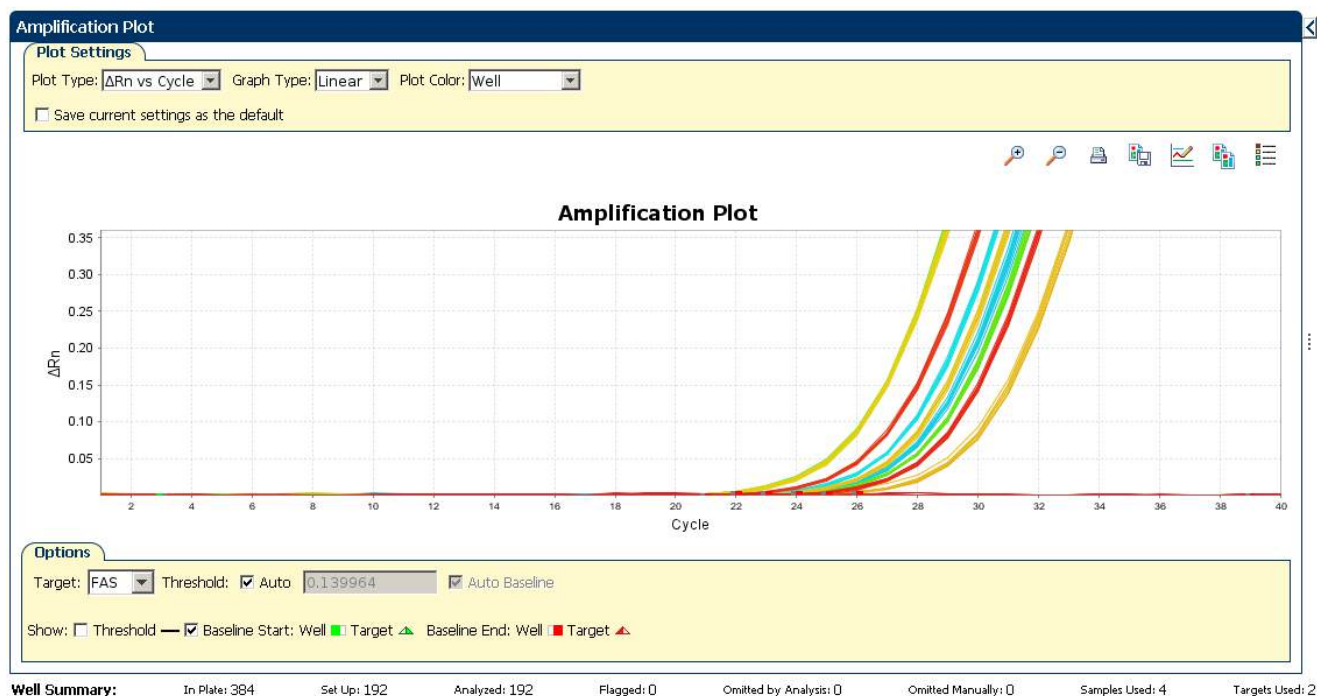 Amplification Plot
Plot Settings
Plot Type: ΔRn vs Cycle Graph Type: Linear Plot Color: Well
Save current settings as the default
Amplification Plot
0.35
0.30
0.25
0.20
0.15
0.10
0.05
ΔRn
2 4 6 8 10 12 14 16 18 20 22 24 26 28 30 32 34 36 38 40
Cycle
Options
Target: FAS Threshold: Auto 0.139964 Auto Baseline
Show: Threshold Baseline Start: Well Target Baseline End: Well Target
Well Summary: In Plate: 384 Set Up: 192 Analyzed: 192 Flagged: 0 Omitted by Analysis: 0 Omitted Manually: 0 Samples Used: 4 Targets Used: 2